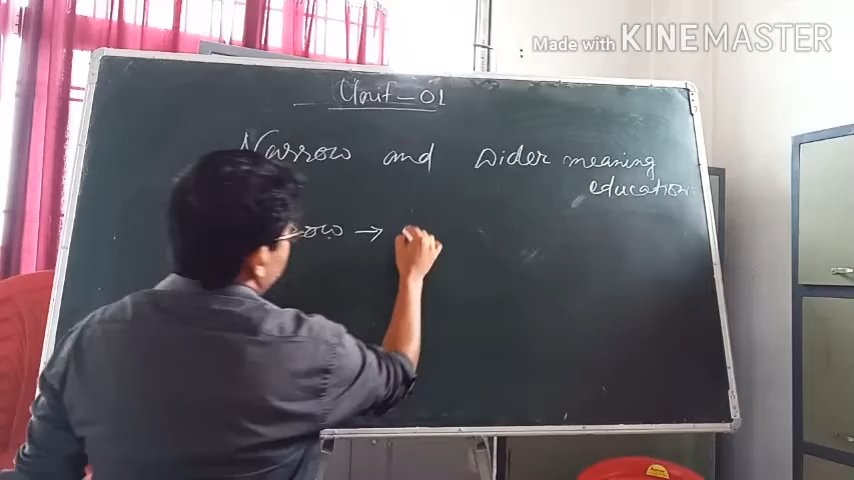 Made with KINEMASTER
Unit - 01
Narrow and wider meaning
education
→